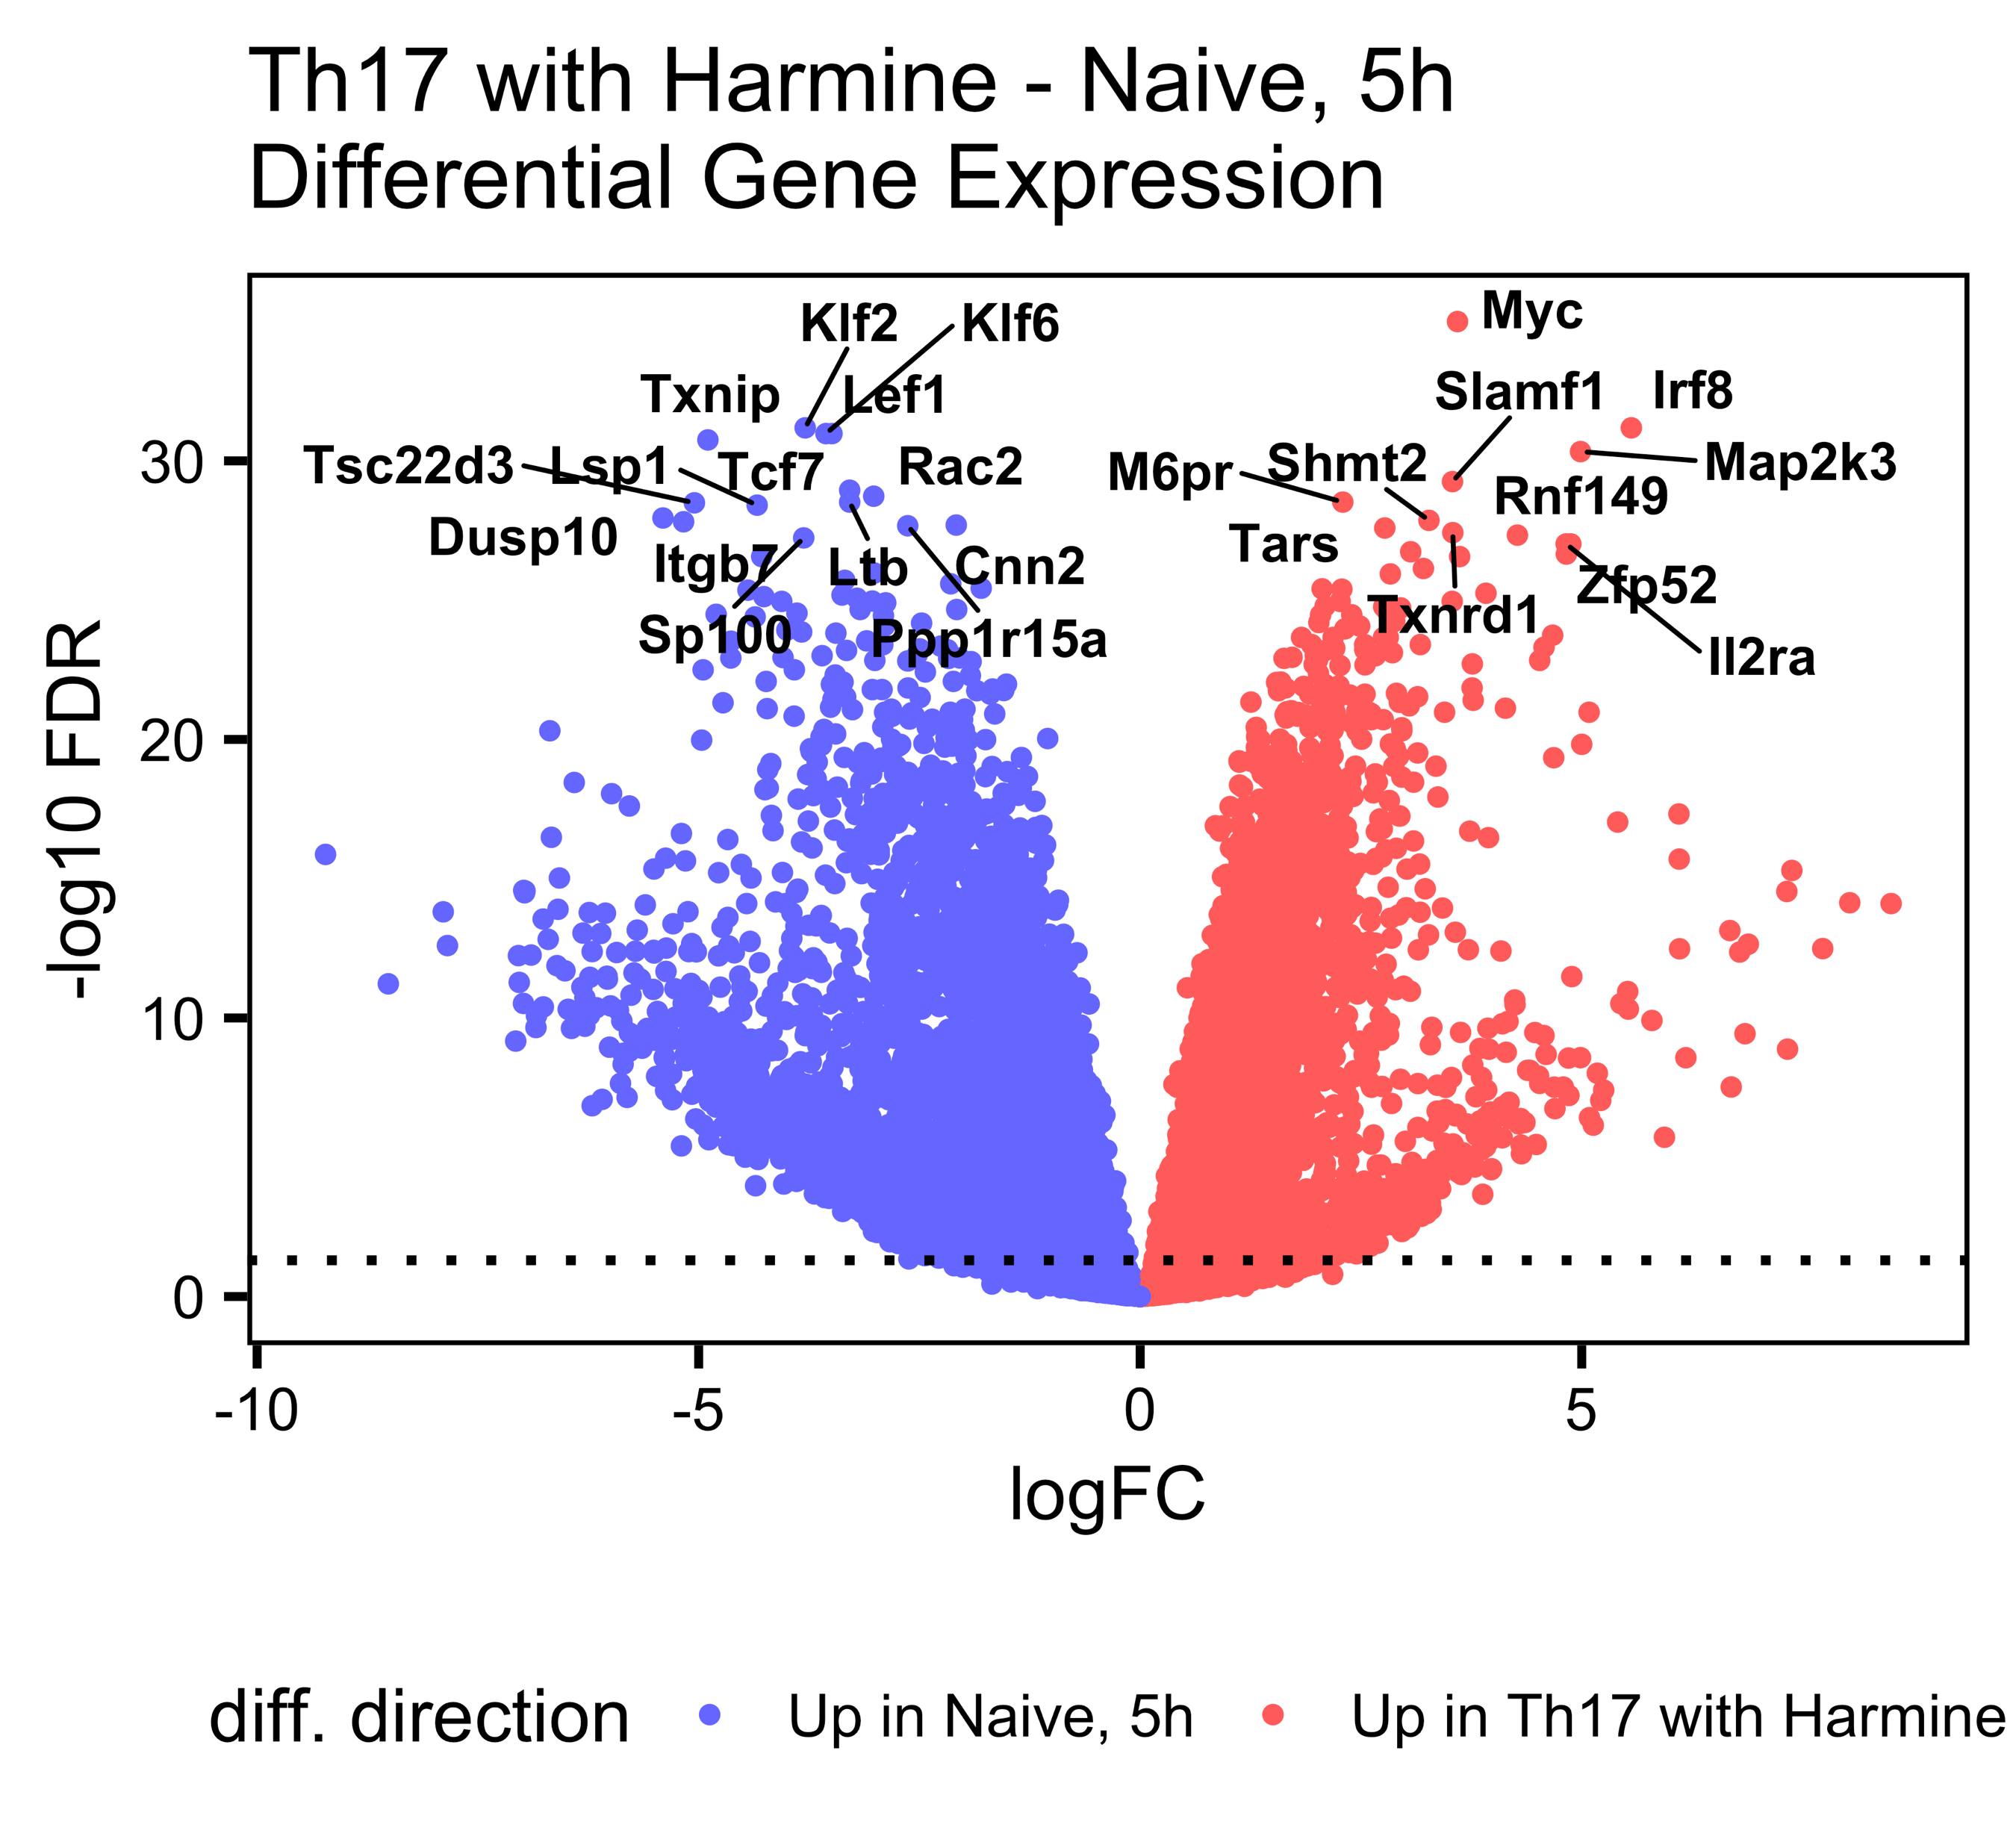 Th17 with Harmine - Naive, 5h
Differential Gene Expression
Myc
Klf2
Klf6
Txnip
Lef1
Slamf1
Irf8
Tsc22d3
Lsp1
Tcf7
Rac2
M6pr
Shmt2
Map2k3
Rnf149
Dusp10
Tars
Itgb7
Ltb
Cnn2
Zfp52
Txnrd1
Sp100
Ppp1r15a
Il2ra
-log10 FDR
30
20
10
0
-10
-5
0
5
logFC
diff. direction
Up in Naive, 5h
Up in Th17 with Harmine